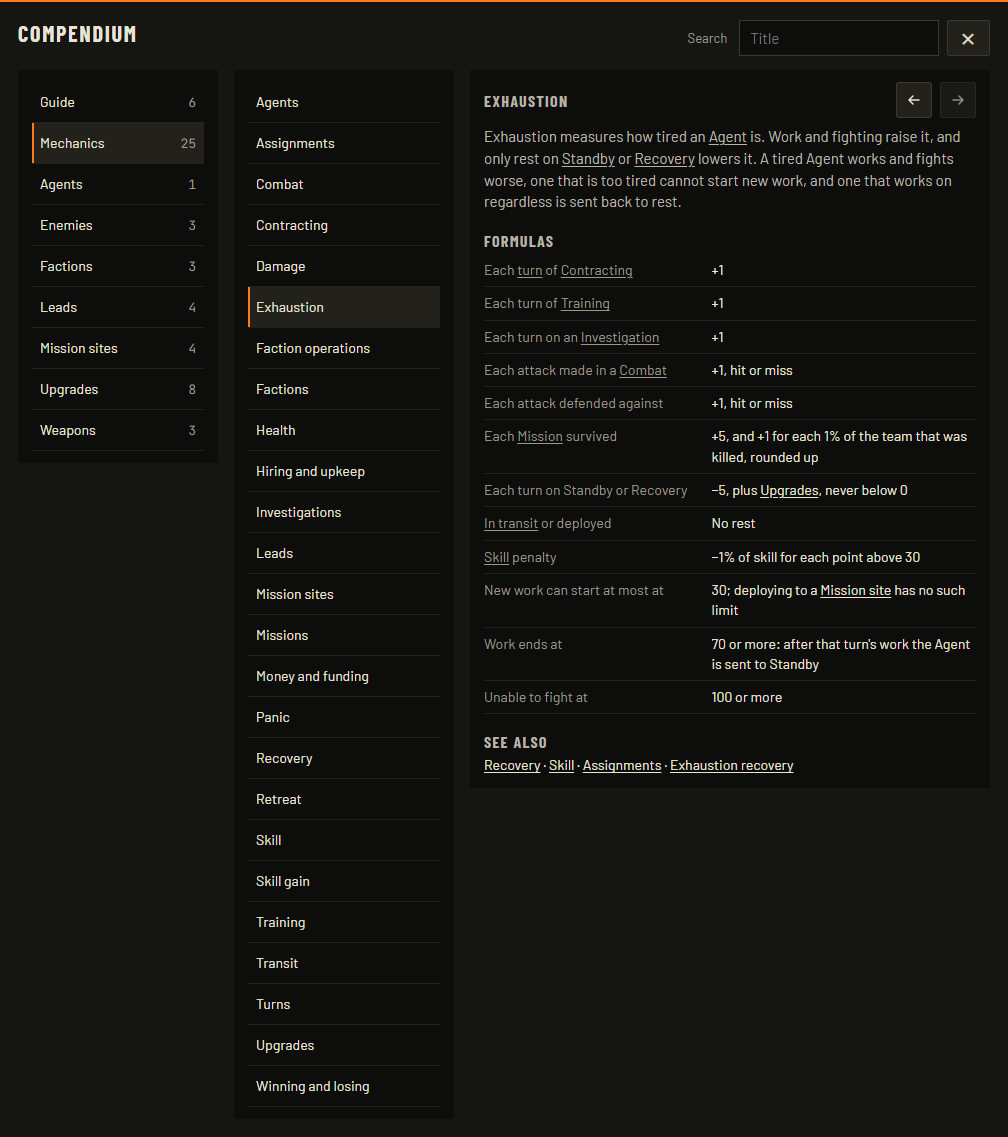 COMPENDIUM
Search
Title
Guide 6
Mechanics 25
Agents 1
Enemies 3
Factions 3
Leads 4
Mission sites 4
Upgrades 8
Weapons 3
Agents
Assignments
Combat
Contracting
Damage
Exhaustion
Faction operations
Factions
Health
Hiring and upkeep
Investigations
Leads
Mission sites
Missions
Money and funding
Panic
Recovery
Retreat
Skill
Skill gain
Training
Transit
Turns
Upgrades
Winning and losing
EXHAUSTION
Exhaustion measures how tired an Agent is. Work and fighting raise it, and
only rest on Standby or Recovery lowers it. A tired Agent works and fights
worse, one that is too tired cannot start new work, and one that works on
regardless is sent back to rest.
FORMULAS
Each turn of Contracting +1
Each turn of Training +1
Each turn on an Investigation +1
Each attack made in a Combat +1, hit or miss
Each attack defended against +1, hit or miss
Each Mission survived +5, and +1 for each 1% of the team that was
killed, rounded up
Each turn on Standby or Recovery −5, plus Upgrades, never below 0
In transit or deployed No rest
Skill penalty −1% of skill for each point above 30
New work can start at most at 30; deploying to a Mission site has no such
limit
Work ends at 70 or more: after that turn's work the Agent
is sent to Standby
Unable to fight at 100 or more
SEE ALSO
Recovery · Skill · Assignments · Exhaustion recovery